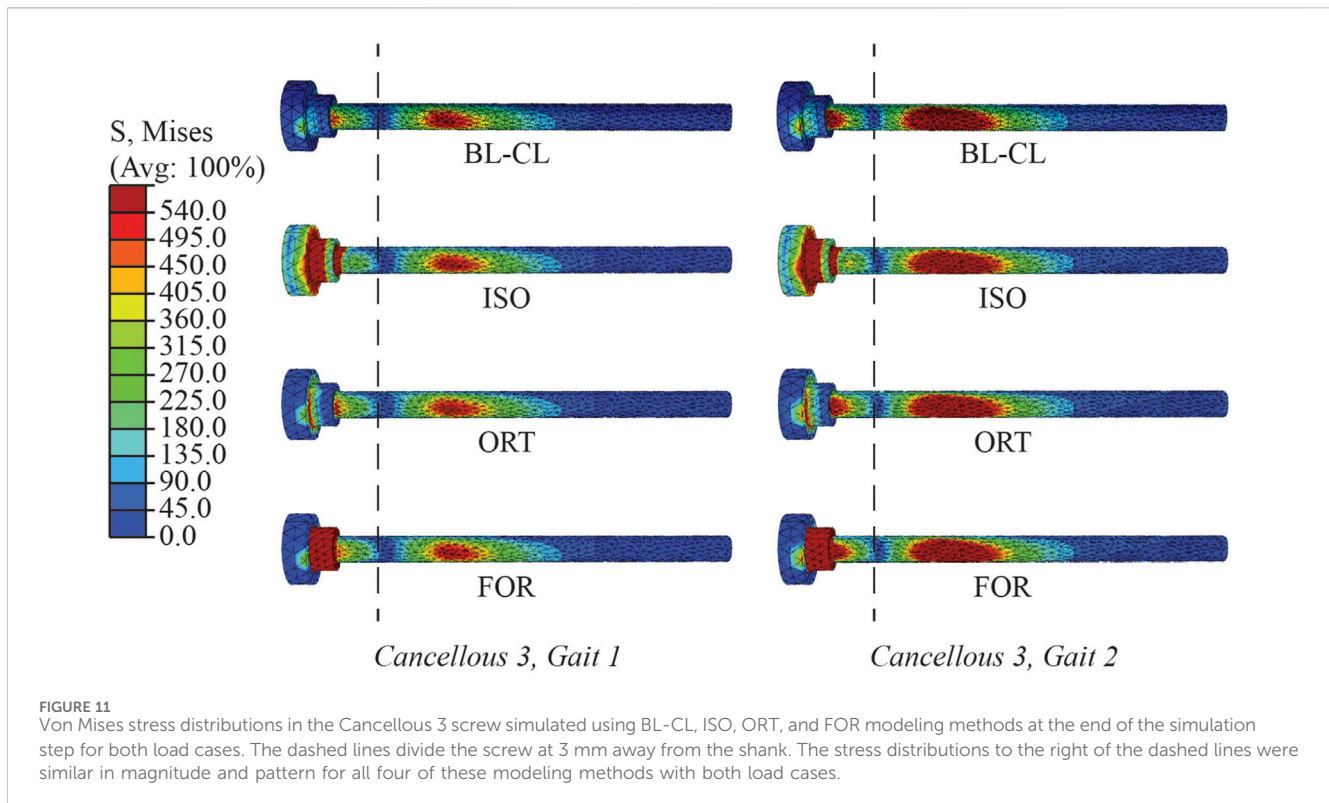 S, Mises
(Avg: 100%)
540.0
495.0
450.0
405.0
360.0
315.0
270.0
225.0
180.0
135.0
90.0
45.0
0.0
BL-CL
ISO
ORT
FOR
Cancellous 3, Gait 1
BL-CL
ISO
ORT
FOR
Cancellous 3, Gait 2
FIGURE 11
Von Mises stress distributions in the Cancellous 3 screw simulated using BL-CL, ISO, ORT, and FOR modeling methods at the end of the simulation
step for both load cases. The dashed lines divide the screw at 3 mm away from the shank. The stress distributions to the right of the dashed lines were
similar in magnitude and pattern for all four of these modeling methods with both load cases.